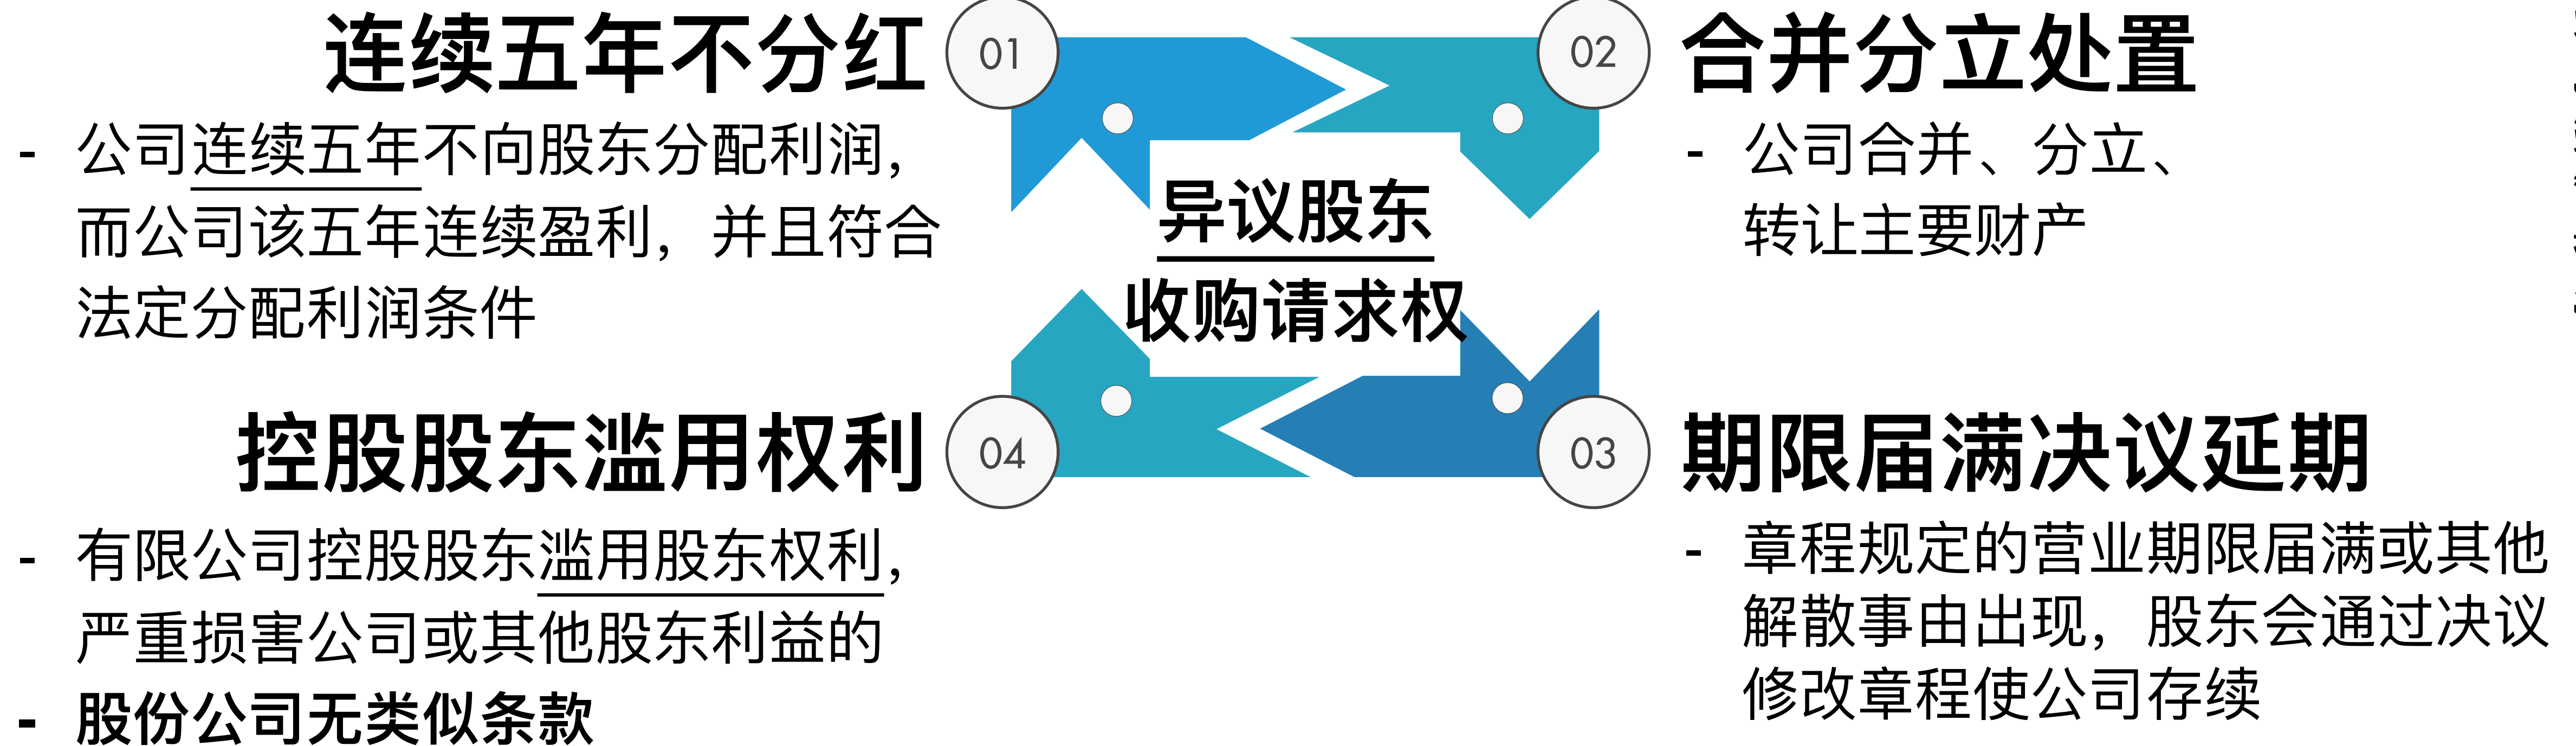 连续五年不分红
- 公司连续五年不向股东分配利润，
而公司该五年连续盈利，并且符合
法定分配利润条件
01
02
合并分立处置
- 公司合并、分立、
转让主要财产
异议股东
收购请求权
控股股东滥用权利
- 有限公司控股股东滥用股东权利，
严重损害公司或其他股东利益的
- 股份公司无类似条款
04
03
期限届满决议延期
- 章程规定的营业期限届满或其他
解散事由出现，股东会通过决议
修改章程使公司存续